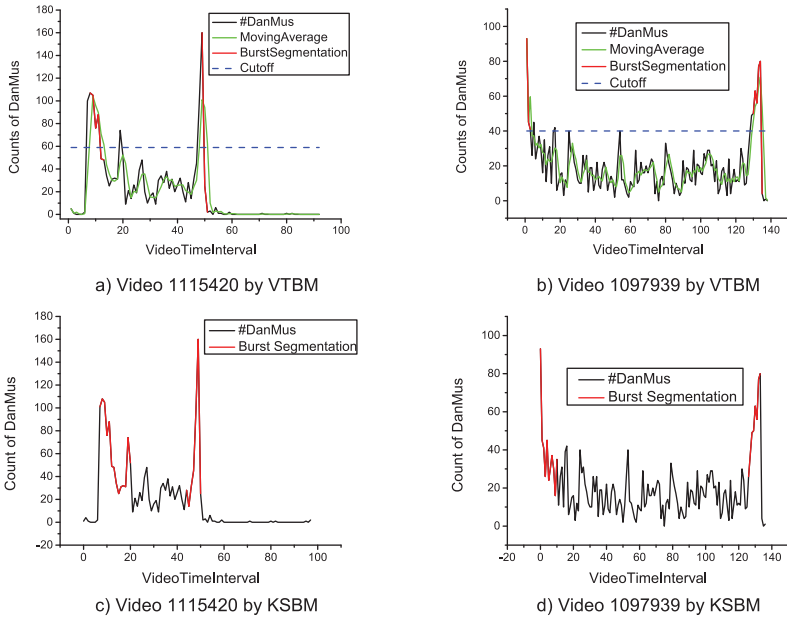 180
160
140
120
100
80
60
40
20
0
Counts of DanMus
#DanMus
MovingAverage
BurstSegmentation
Cutoff
0 20 40 60 80 100
VideoTimeInterval
a) Video 1115420 by VTBM
100
80
60
40
20
0
Counts of DanMus
#DanMus
MovingAverage
BurstSegmentation
Cutoff
0 20 40 60 80 100 120 140
VideoTimeInterval
b) Video 1097939 by VTBM
180
160
140
120
100
80
60
40
20
0
-20
Count of DanMus
#DanMus
Burst Segmentation
0 20 40 60 80 100
VideoTimeInterval
c) Video 1115420 by KSBM
100
80
60
40
20
0
Count of DanMus
#DanMus
Burst Segmentation
-20 0 20 40 60 80 100 120 140
VideoTimeInterval
d) Video 1097939 by KSBM